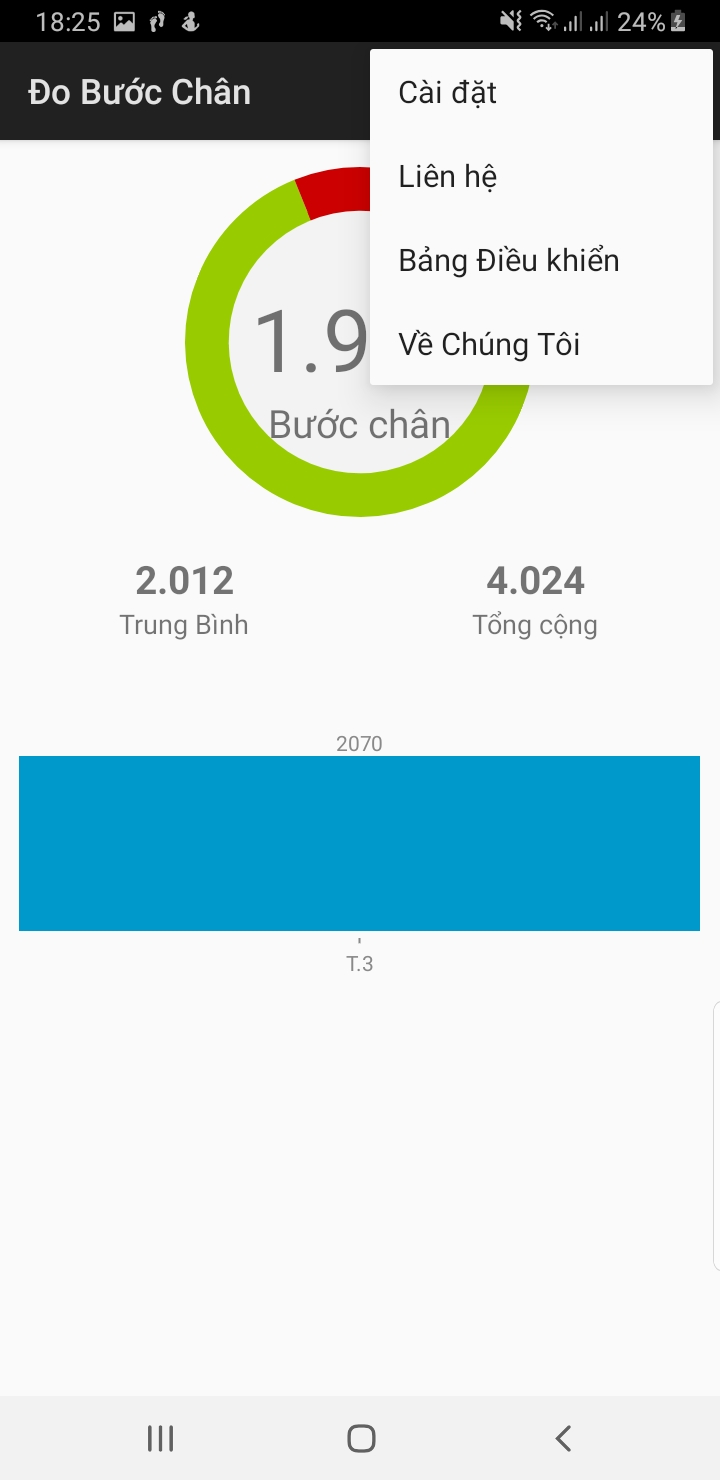 18:25
24%
Đo Bước Chân
Cài đặt
Liên hệ
Bảng Điều khiển
Về Chúng Tôi
1.9
Bước chân
2.012
4.024
Trung Bình
Tổng cộng
2070
T.3